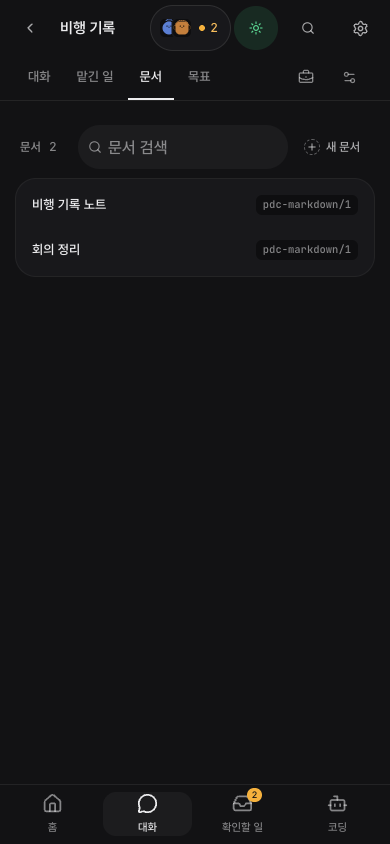 비행 기록
2
대화 맡긴 일 문서 목표
문서 2
문서 검색
새 문서
비행 기록 노트
pdc-markdown/1
회의 정리
pdc-markdown/1
2
홈 대화 확인할 일 코딩